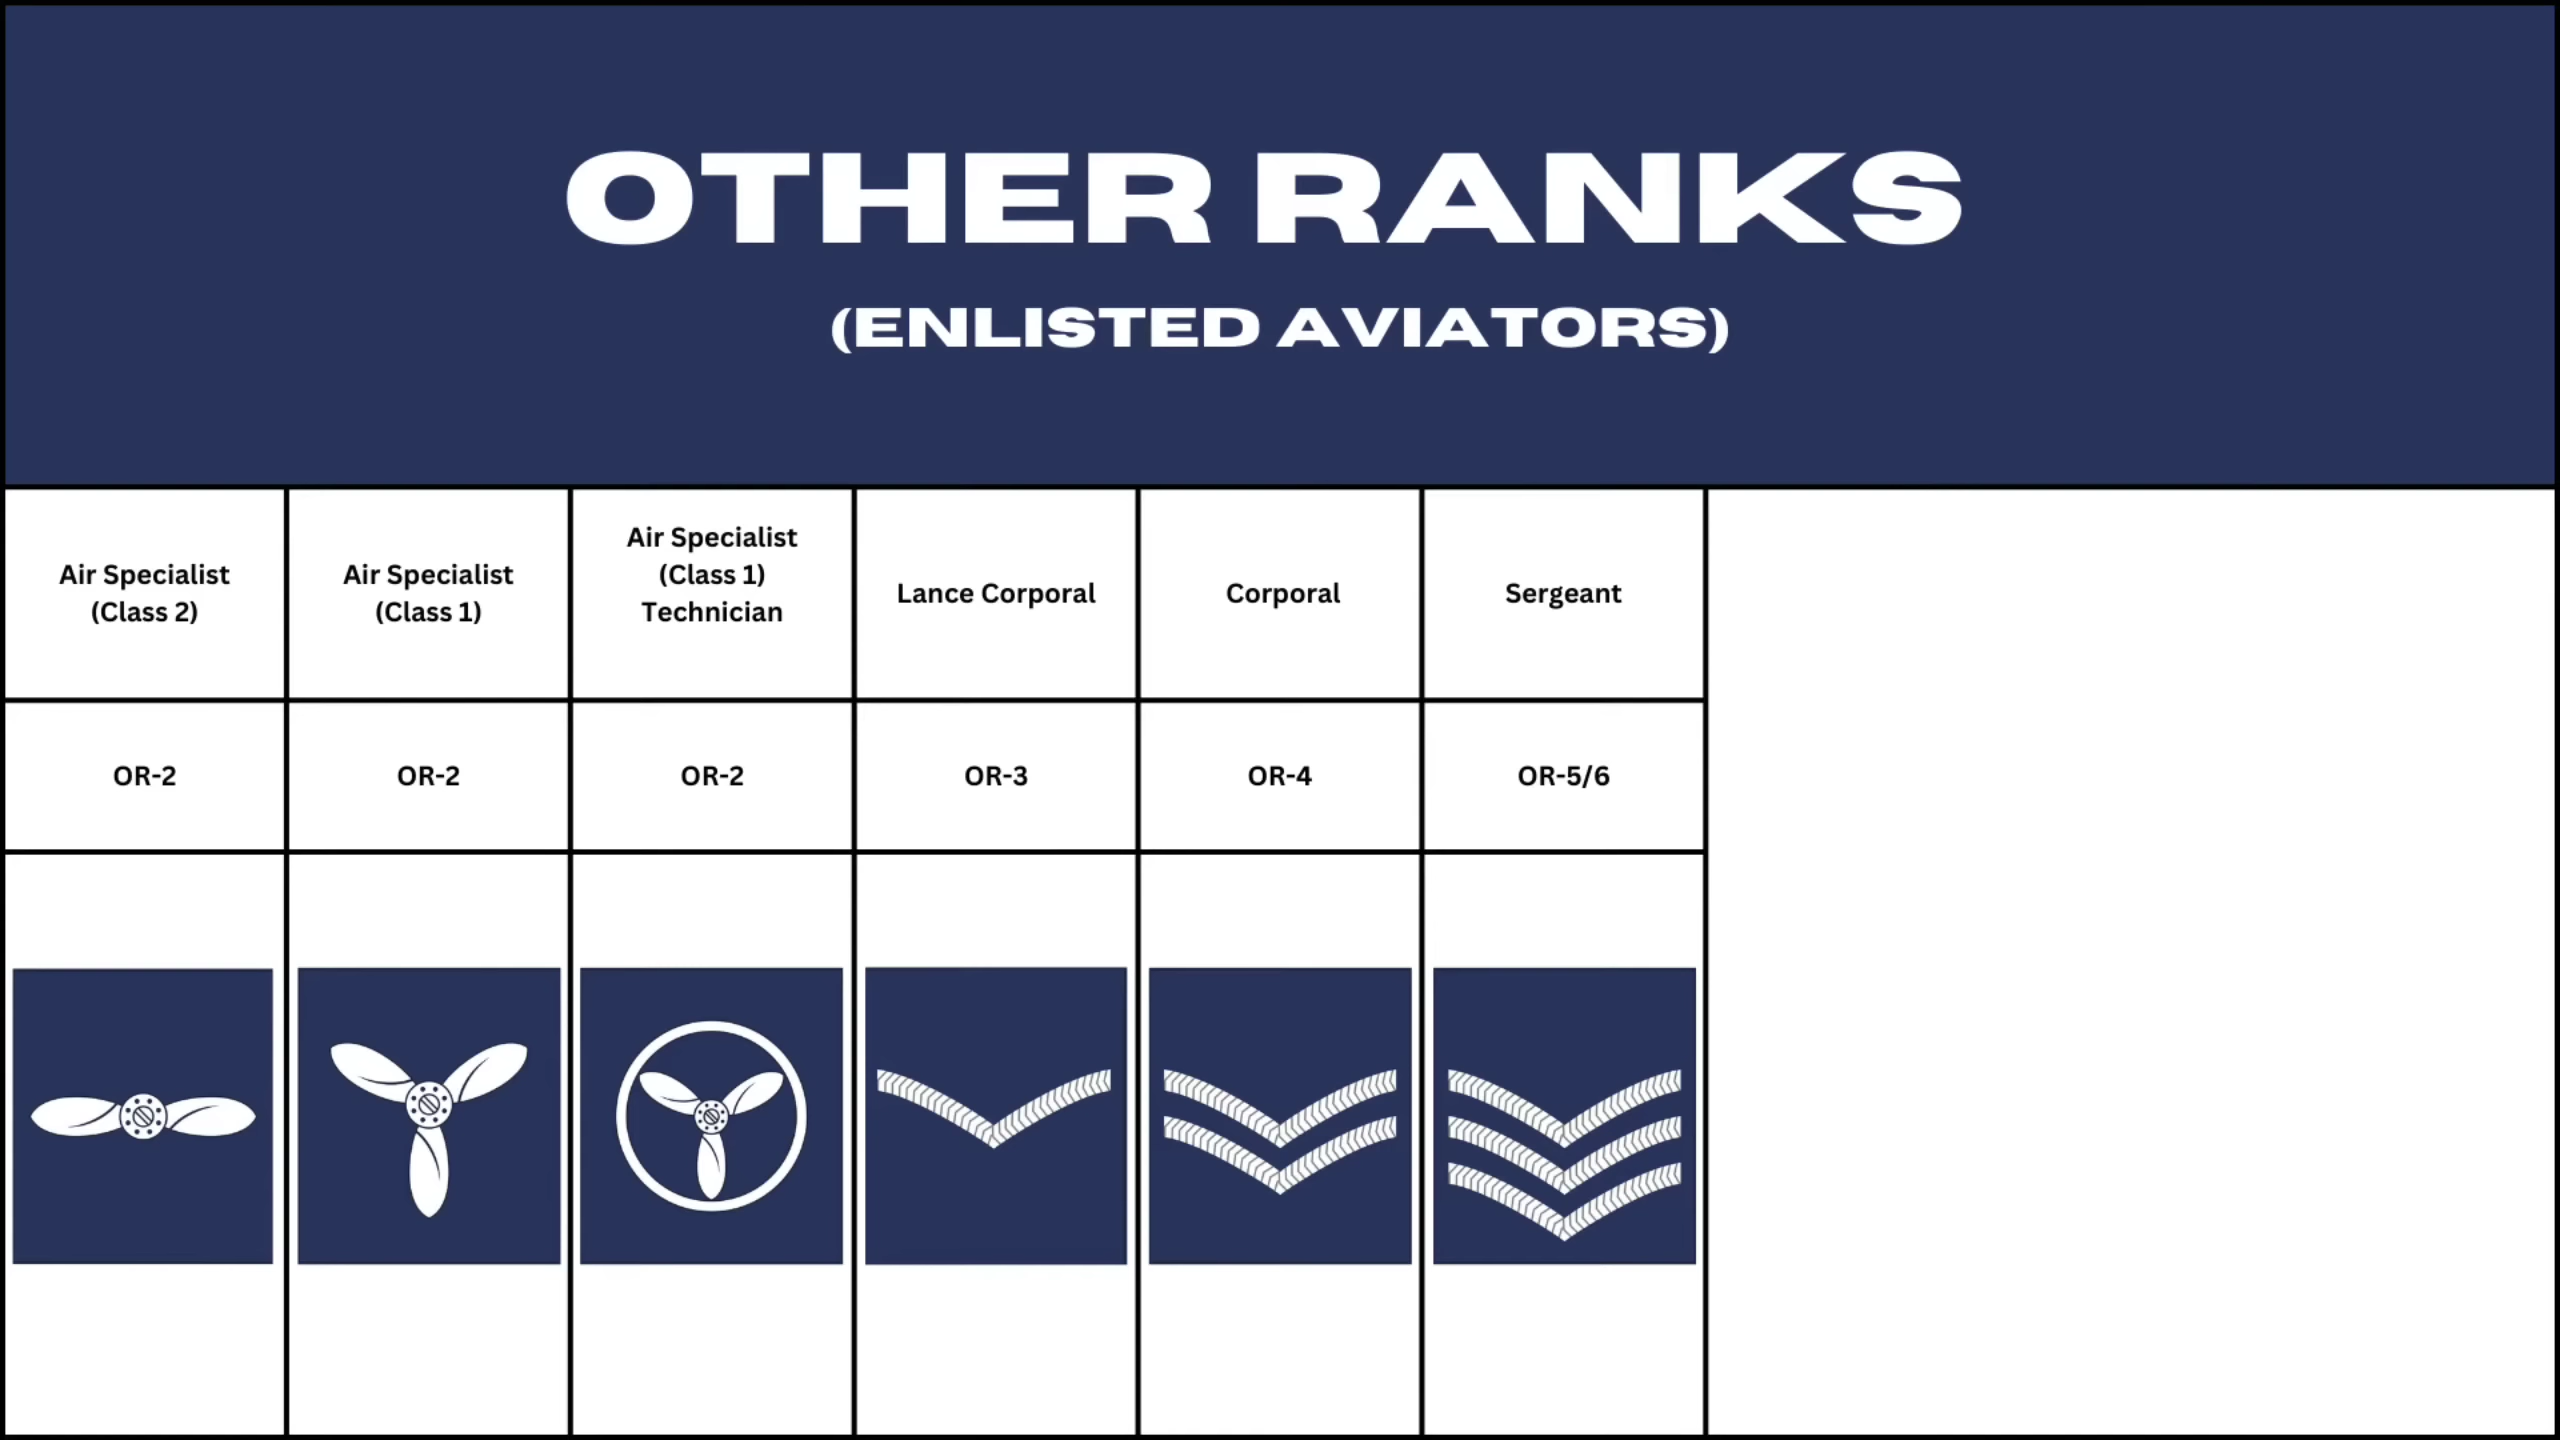 OTHER RANKS
(ENLISTED AVIATORS)
Air Specialist
(Class 2)
Air Specialist
(Class 1)
Air Specialist
(Class 1)
Technician
Lance Corporal
Corporal
Sergeant
OR-2
OR-2
OR-2
OR-3
OR-4
OR-5/6